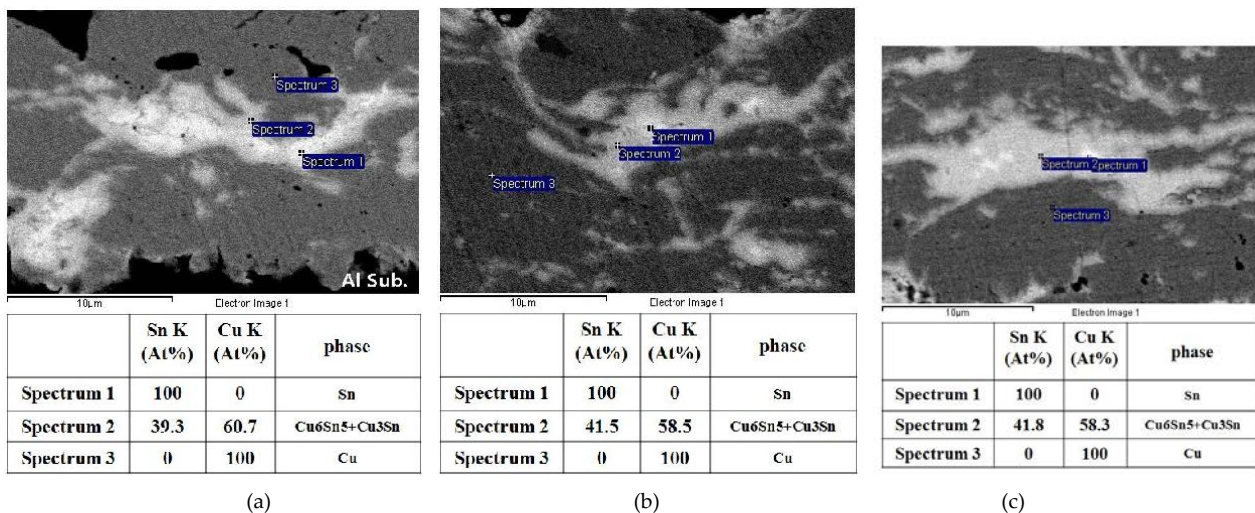 Spectrum 3
Spectrum 2
Spectrum 1
Al Sub.
10μm Electron Image 1
Sn K (At%) Cu K (At%) phase
Spectrum 1 100 0 Sn
Spectrum 2 39.3 60.7 Cu6Sn5+Cu3Sn
Spectrum 3 0 100 Cu
(a)
Spectrum 1
Spectrum 2
Spectrum 3
10μm Electron Image 1
Sn K (At%) Cu K (At%) phase
Spectrum 1 100 0 Sn
Spectrum 2 41.5 58.5 Cu6Sn5+Cu3Sn
Spectrum 3 0 100 Cu
(b)
Spectrum 2 Spectrum 1
Spectrum 3
10μm Electron Image 1
Sn K (At%) Cu K (At%) phase
Spectrum 1 100 0 Sn
Spectrum 2 41.8 58.3 Cu6Sn5+Cu3Sn
Spectrum 3 0 100 Cu
(c)